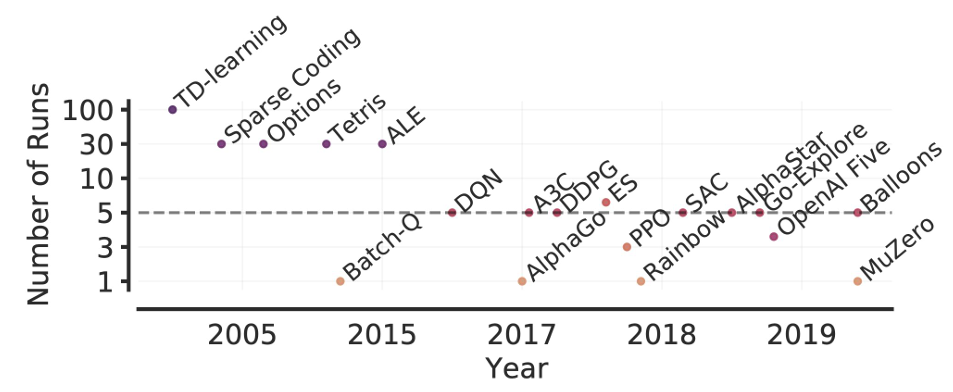 TD-learning
Sparse Coding
Options
Tetris
ALE
DQN
Batch-Q
A3C
DDPG
ES
AlphaGo
PPO
SAC
Rainbow
AlphaStar
Go-Explore
OpenAI Five
Balloons
MuZero
Number of Runs
100
30
10
5
3
1
2005
2015
2017
2018
2019
Year